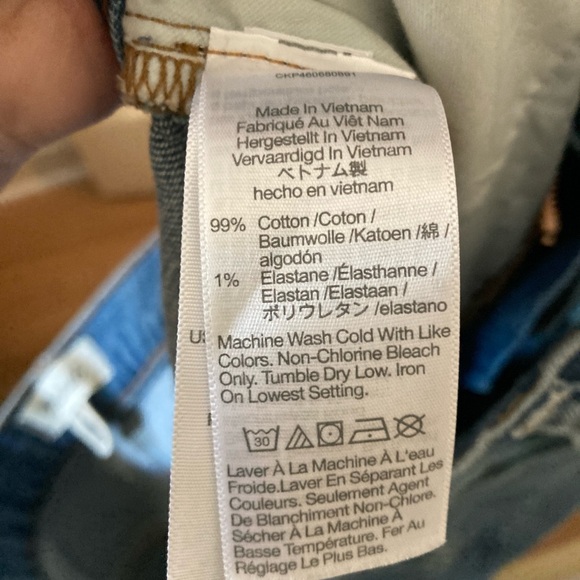 CKP460680891
Made In Vietnam
Fabriqué Au Viêt Nam
Hergestellt In Vietnam
Vervaardigd In Vietnam
ベトナム製
hecho en vietnam
99% Cotton /Coton /
Baumwolle /Katoen /綿 /
algodón
1% Elastane /Élasthanne /
Elastan /Elastaan /
ポリウレタン /elastano
Machine Wash Cold With Like
Colors. Non-Chlorine Bleach
Only. Tumble Dry Low. Iron
On Lowest Setting.
30
Laver À La Machine À L'eau
Froide.Laver En Séparant Les
Couleurs. Seulement Agent
De Blanchiment Non-Chlore.
Sécher À La Machine À
Basse Température. Fer Au
Réglage Le Plus Bas.